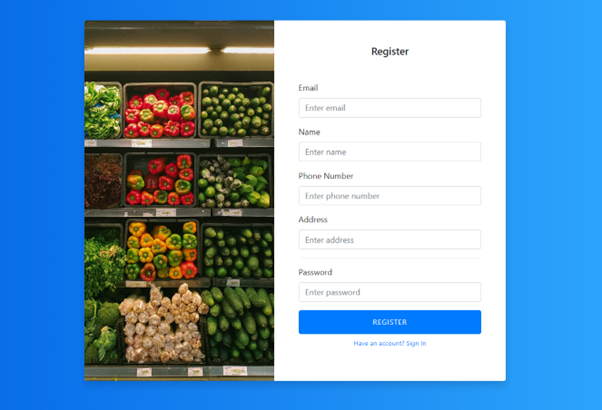 Register
Email
Enter email
Name
Enter name
Phone Number
Enter phone number
Address
Enter address
Password
Enter password
REGISTER
Have an account? Sign In